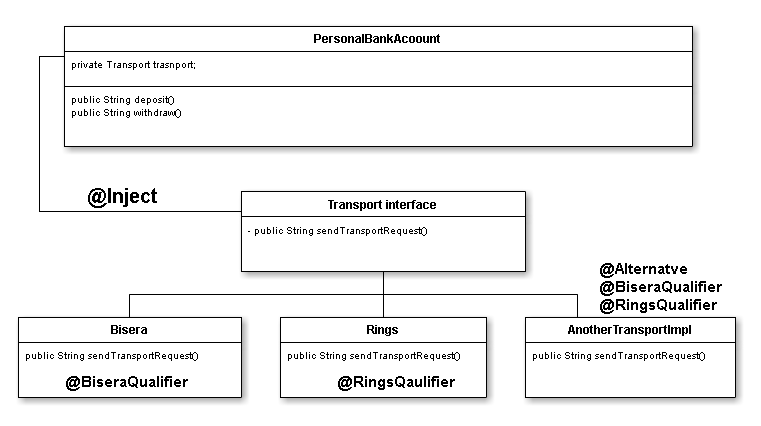 PersonalBankAcoount
private Transport trasnport;
public String deposit()
public String withdraw()
@Inject
Transport interface
- public String sendTransportRequest()
@Alternatve
@BiseraQualifier
@RingsQualifier
Bisera
public String sendTransportRequest()
@BiseraQualifier
Rings
public String sendTransportRequest()
@RingsQaulifier
AnotherTransportImpl
public String sendTransportRequest()